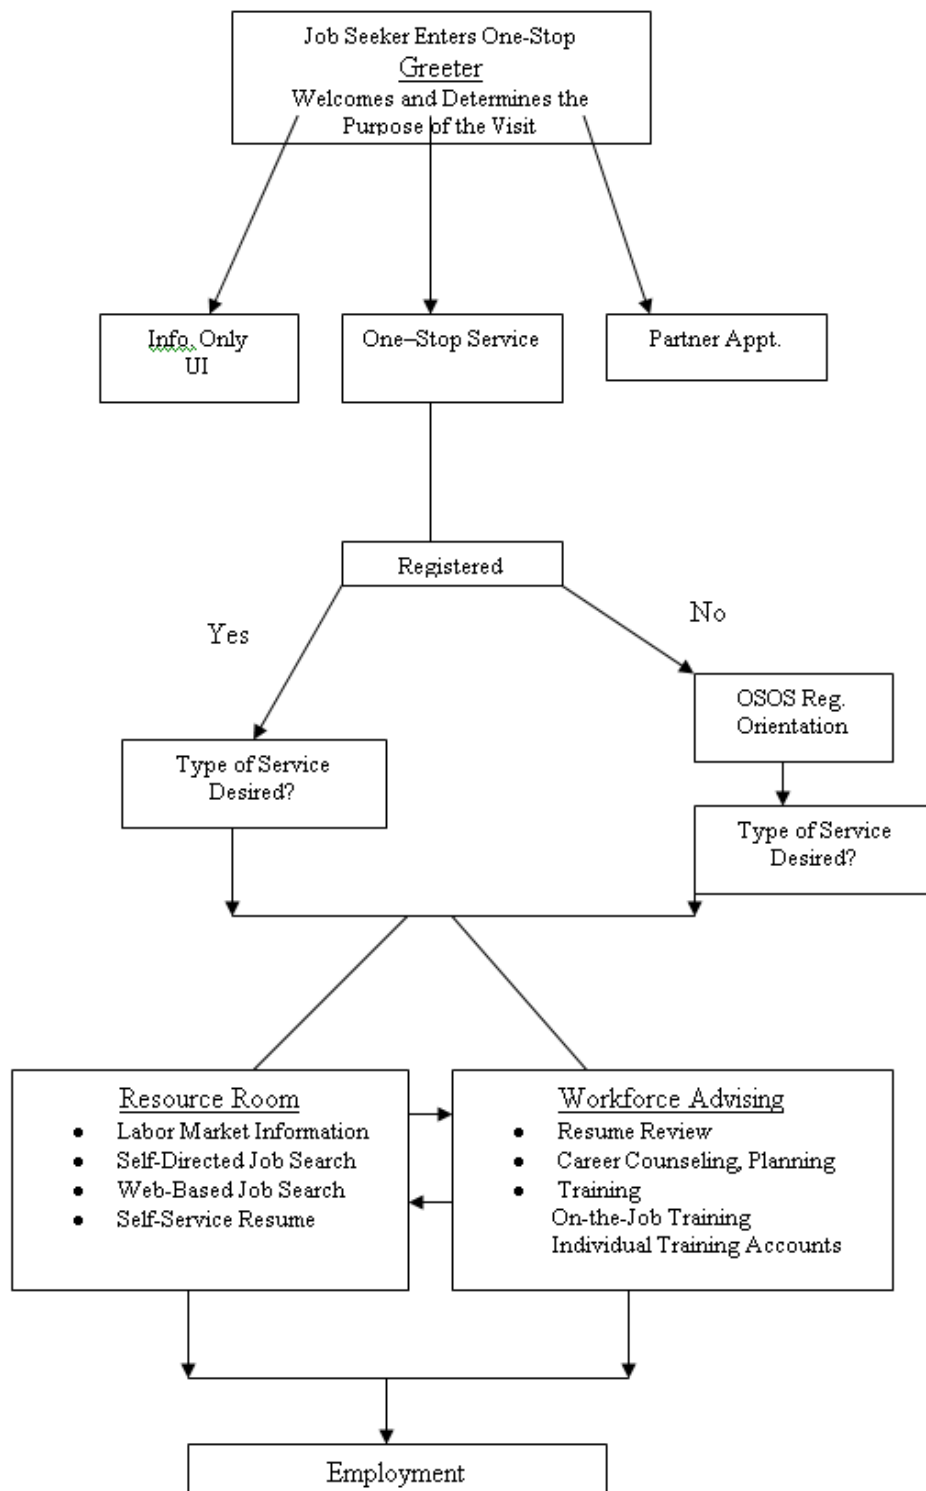 Job Seeker Enters One-Stop
Greeter
Welcomes and Determines the
Purpose of the Visit
Info. Only
UI
One–Stop Service
Partner Appt.
Registered
Yes
No
OSOS Reg.
Orientation
Type of Service
Desired?
Type of Service
Desired?
Resource Room
● Labor Market Information
● Self-Directed Job Search
● Web-Based Job Search
● Self-Service Resume
Workforce Advising
● Resume Review
● Career Counseling, Planning
● Training
On-the-Job Training
Individual Training Accounts
Employment